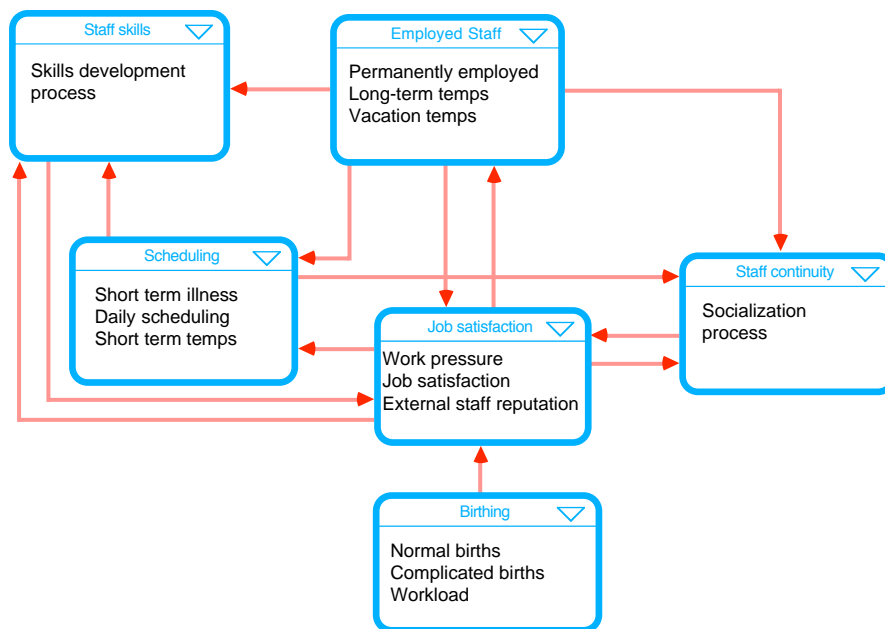 Staff skills
Skills development
process
Employed Staff
Permanently employed
Long-term temps
Vacation temps
Scheduling
Short term illness
Daily scheduling
Short term temps
Staff continuity
Socialization
process
Job satisfaction
Work pressure
Job satisfaction
External staff reputation
Birthing
Normal births
Complicated births
Workload